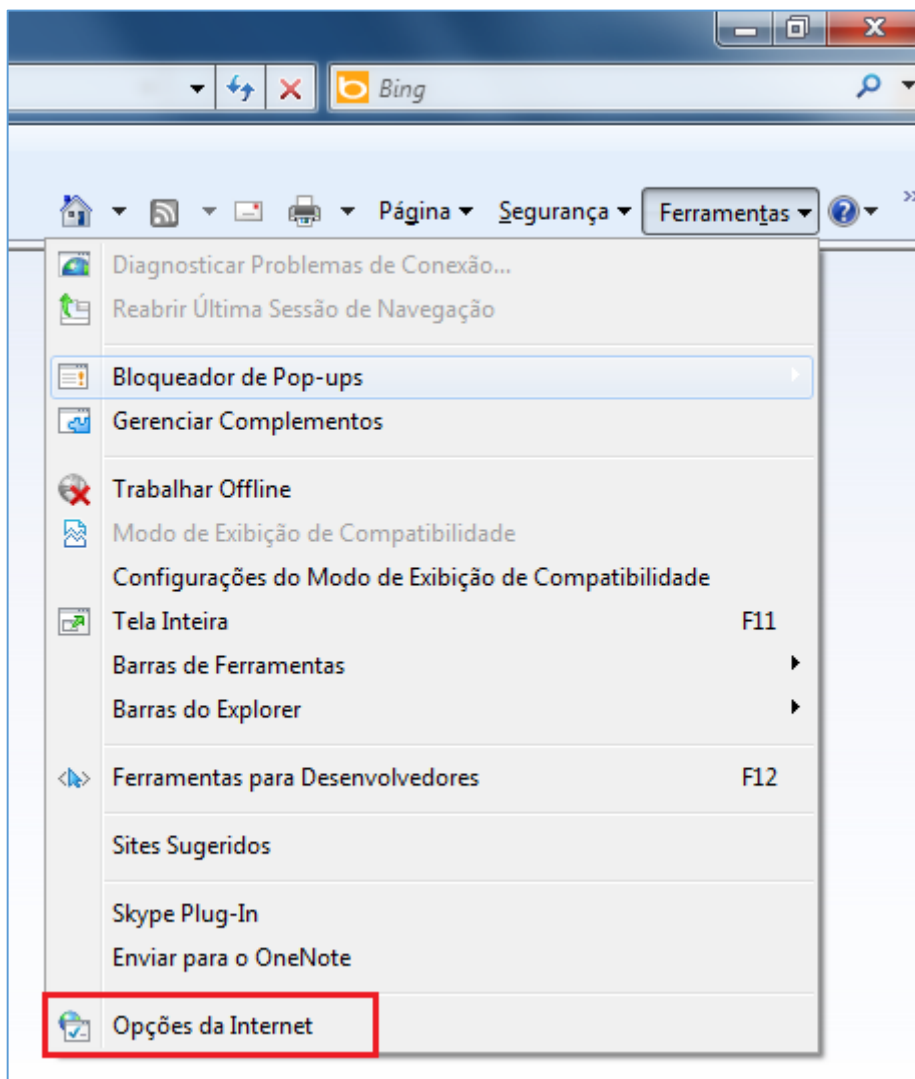 Bing
Página Segurança Ferramentas
Diagnosticar Problemas de Conexão...
Reabrir Última Sessão de Navegação
Bloqueador de Pop-ups
Gerenciar Complementos
Trabalhar Offline
Modo de Exibição de Compatibilidade
Configurações do Modo de Exibição de Compatibilidade
Tela Inteira F11
Barras de Ferramentas
Barras do Explorer
Ferramentas para Desenvolvedores F12
Sites Sugeridos
Skype Plug-In
Enviar para o OneNote
Opções da Internet